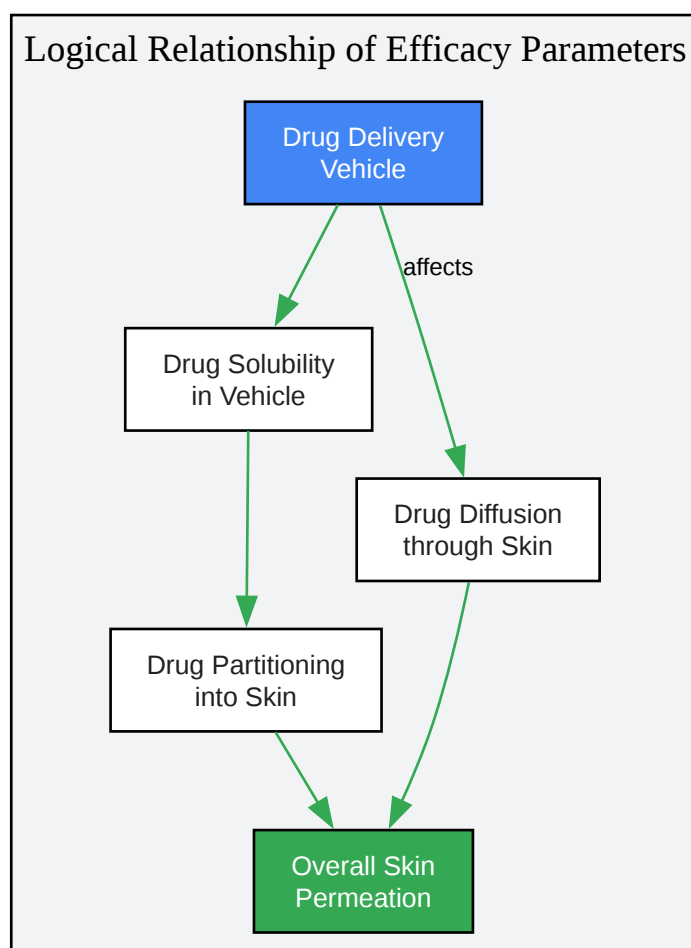 Logical Relationship of Efficacy Parameters
Drug Delivery
Vehicle
affects
Drug Solubility
in Vehicle
Drug Diffusion
through Skin
Drug Partitioning
into Skin
Overall Skin
Permeation